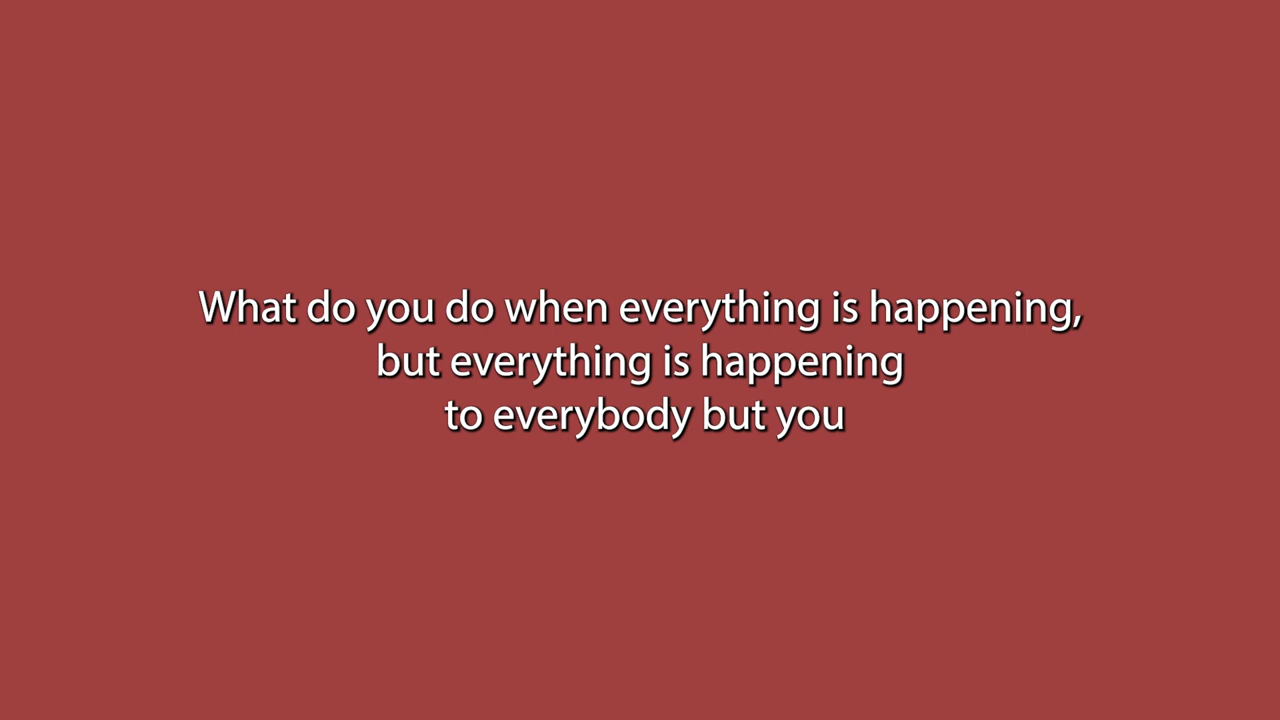 What do you do when everything is happening,
but everything is happening
to everybody but you